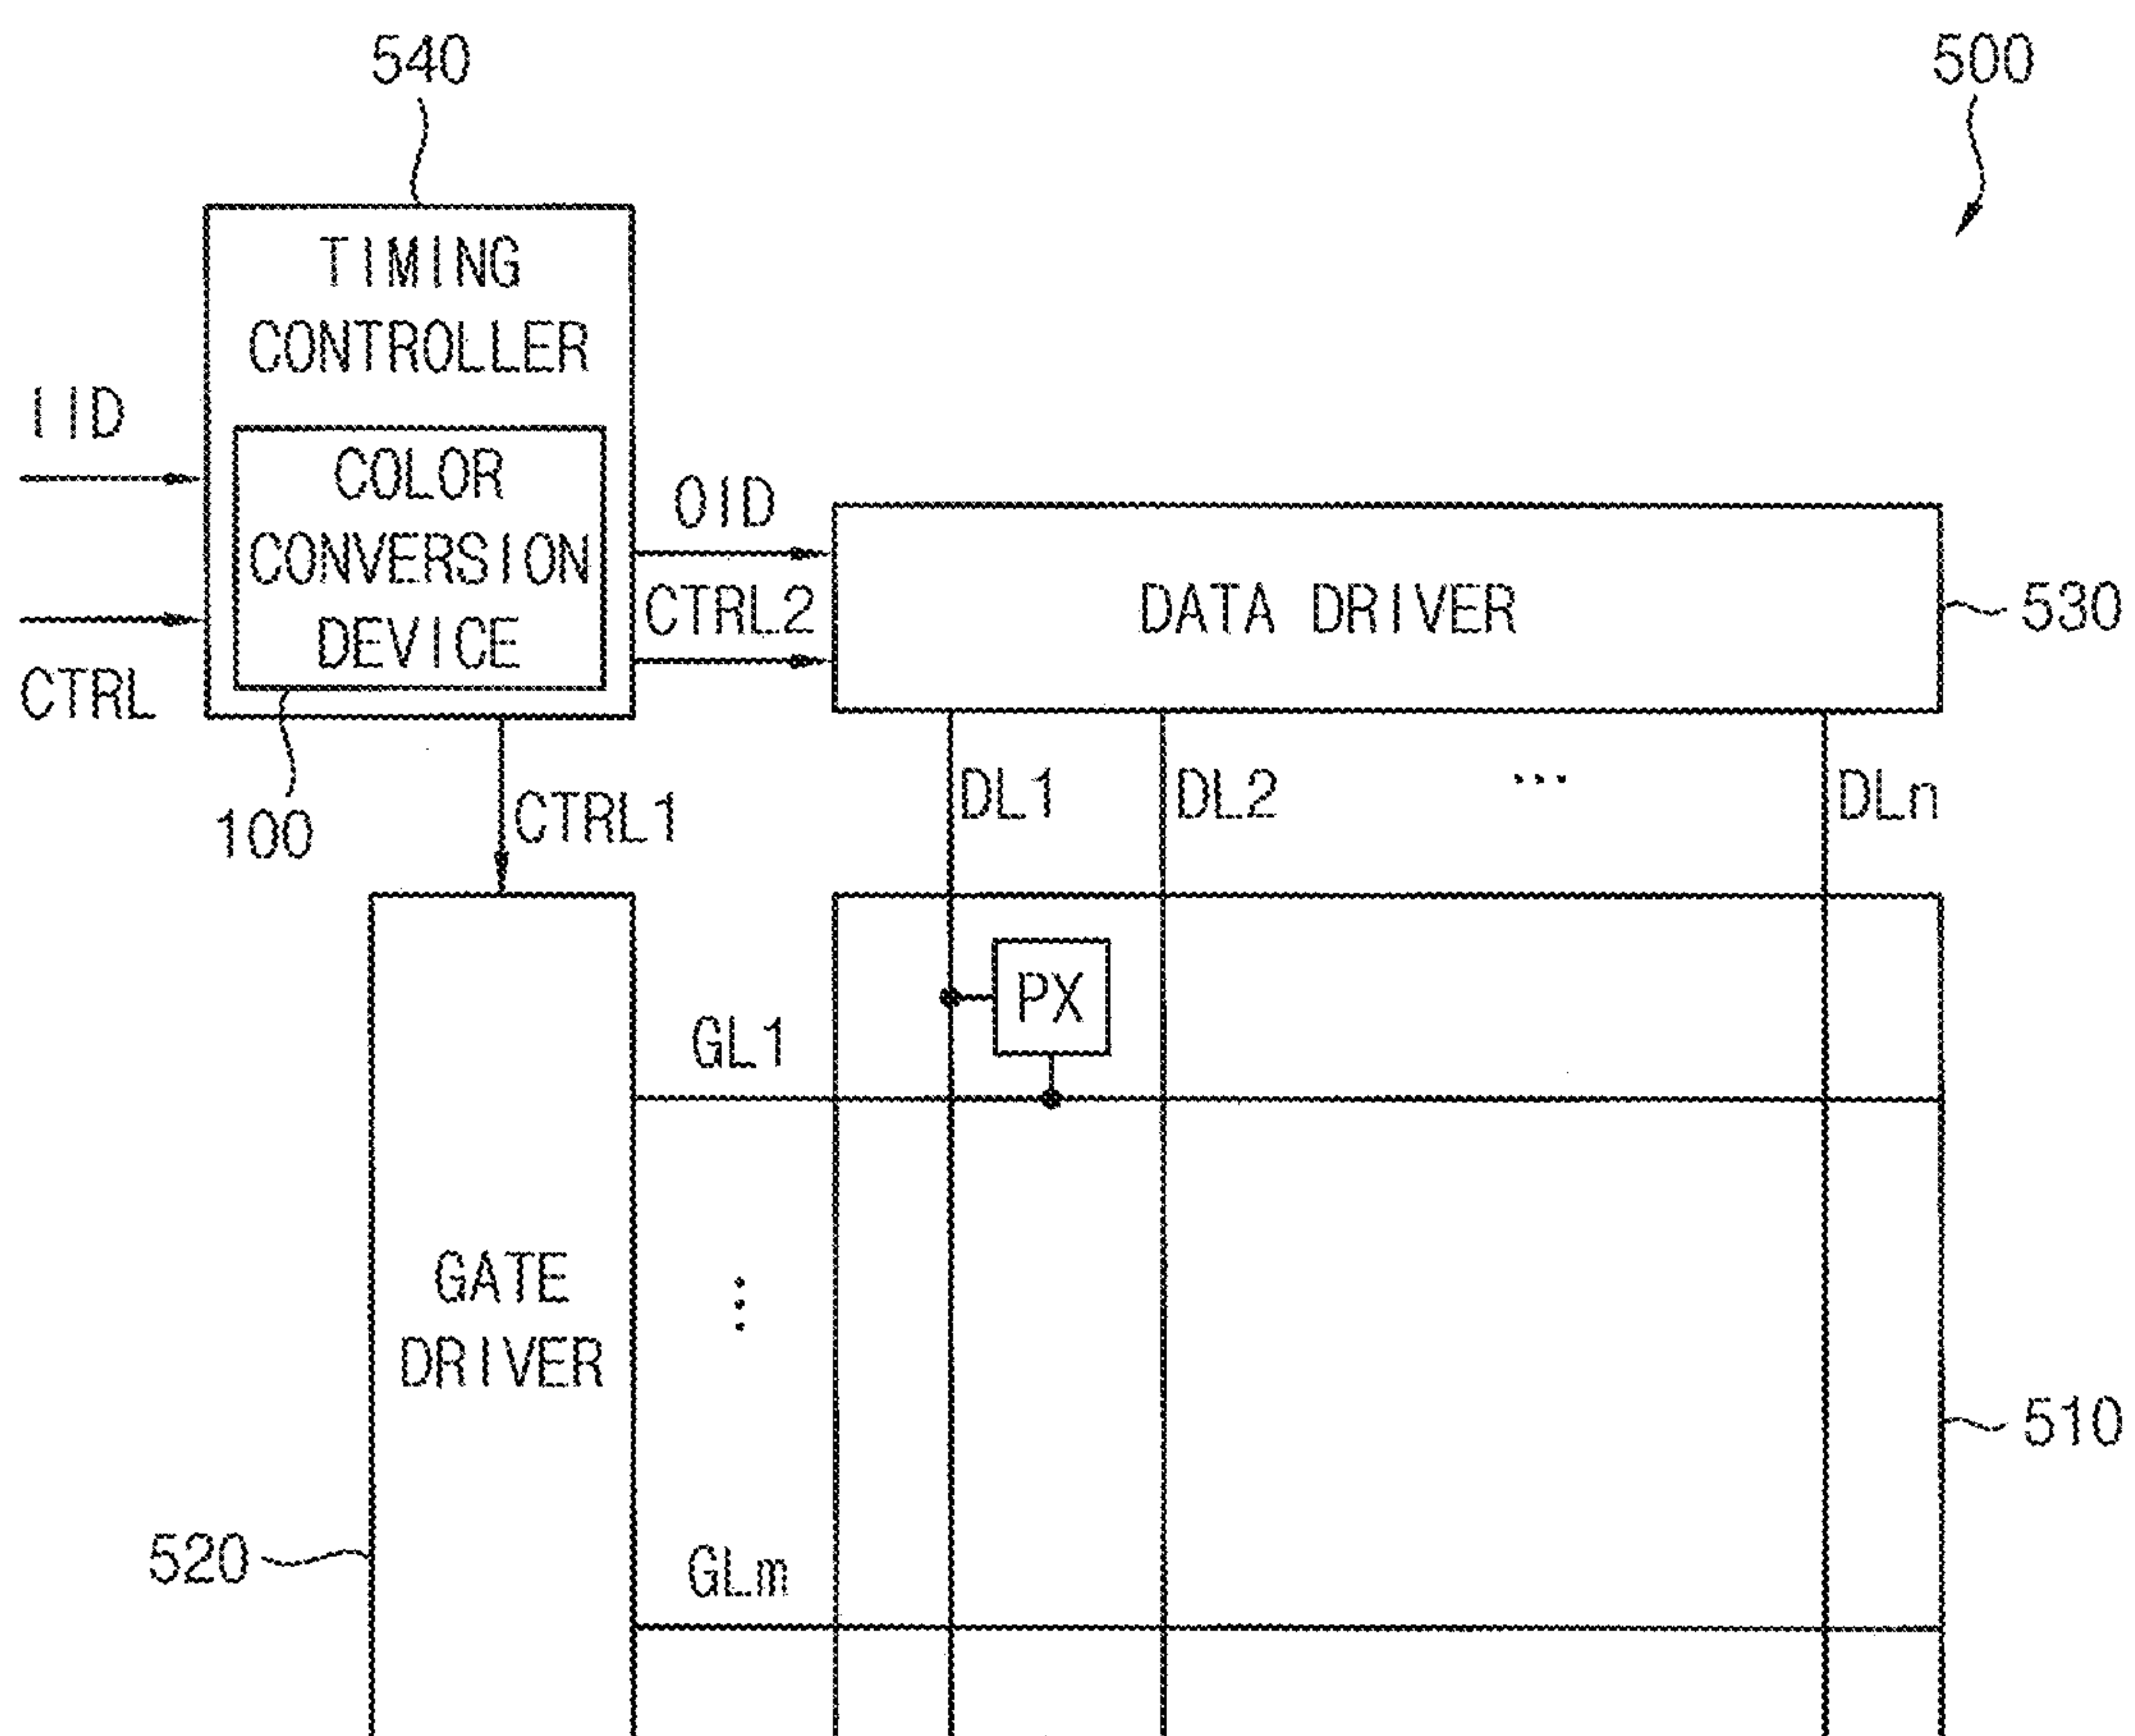 540
500
TIMING
CONTROLLER
IID
COLOR
CONVERSION
DEVICE
CTRL
OID
CTRL2
DATA DRIVER
530
100
CTRL1
DL1
DL2
...
DLn
PX
GL1
GATE
DRIVER
510
520
GLm